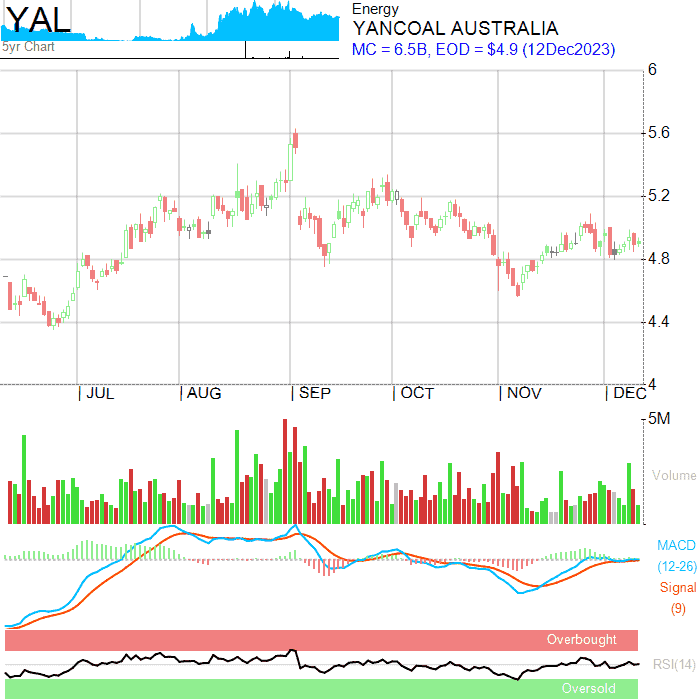 YAL
5yr Chart
Energy
YANCOAL AUSTRALIA
MC = 6.5B, EOD = $4.9 (12Dec2023)
6
5.6
5.2
4.8
4.4
4
JUL
AUG
SEP
OCT
NOV
DEC
5M
Volume
MACD
(12-26)
Signal
(9)
Overbought
RSI(14)
Oversold